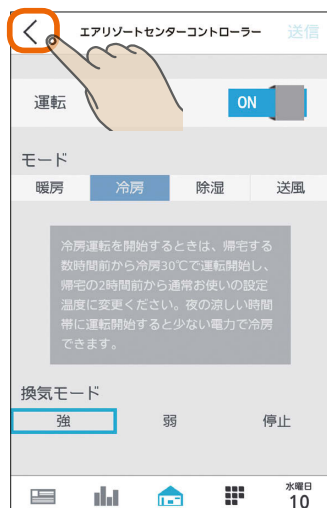 エアリゾートセンターコントローラー 送信
運転 ON
モード
暖房 冷房 除湿 送風
冷房運転を開始するときは、帰宅する
数時間前から冷房30℃で運転開始し、
帰宅の2時間前から通常お使いの設定
温度に変更ください。夜の涼しい時間
帯に運転開始すると少ない電力で冷房
できます。
換気モード
強 弱 停止
水曜日
10